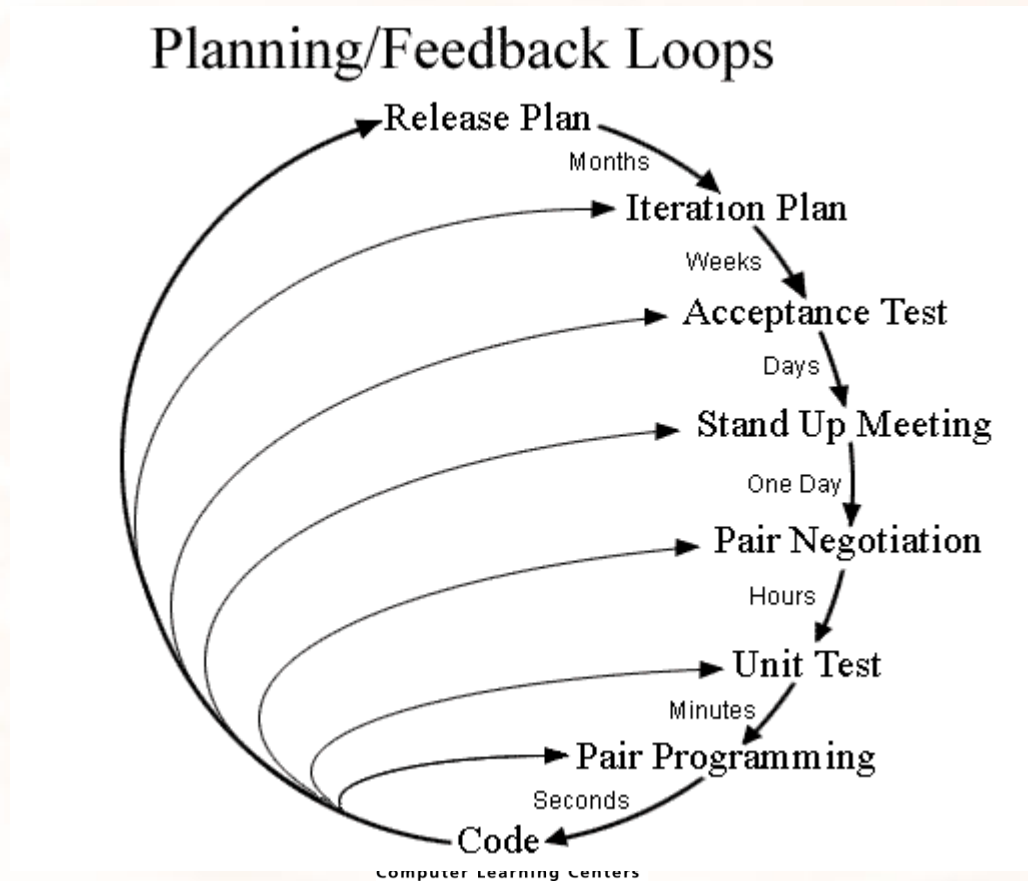 Planning/Feedback Loops
Release Plan
Months
Iteration Plan
Weeks
Acceptance Test
Days
Stand Up Meeting
One Day
Pair Negotiation
Hours
Unit Test
Minutes
Pair Programming
Seconds
Code
Computer Learning Centers